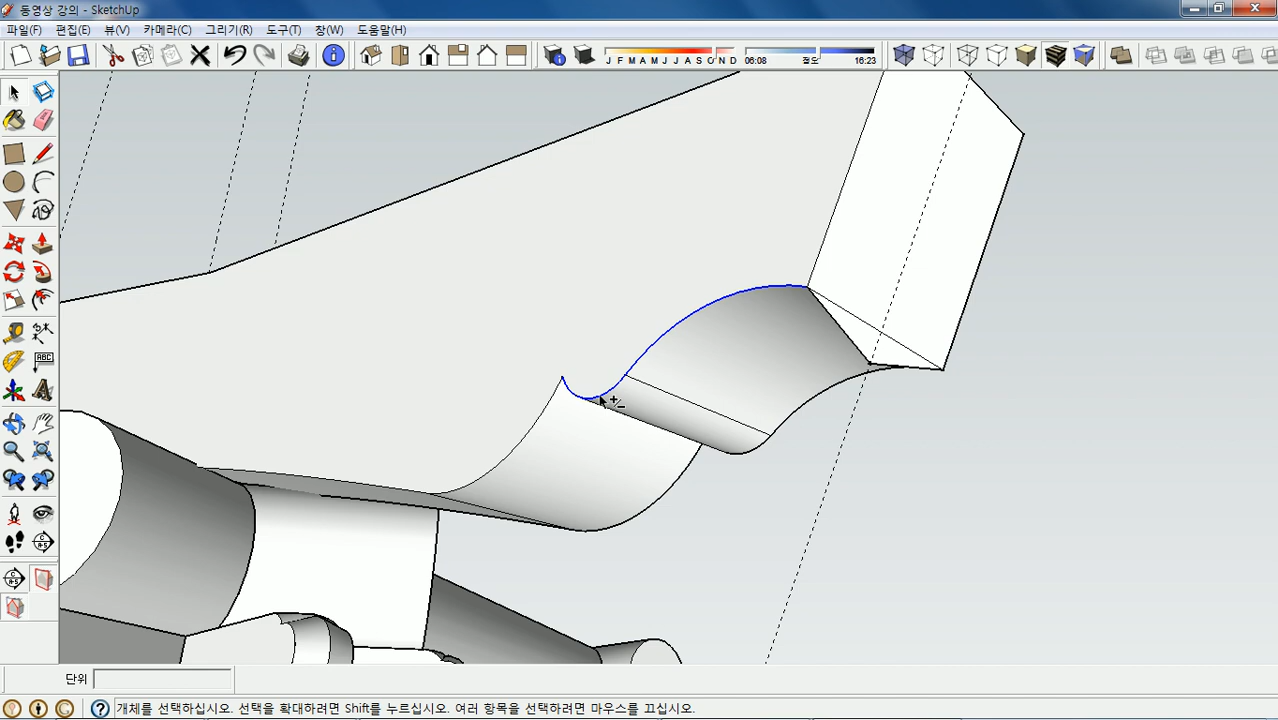 동영상 강의 - SketchUp
파일(F) 편집(E) 뷰(V) 카메라(C) 그리기(R) 도구(T) 창(W) 도움말(H)
J F M A M J J A S O N D 06:08 정오 16:23
ABC
단위
개체를 선택하십시오. 선택을 확대하려면 Shift를 누르십시오. 여러 항목을 선택하려면 마우스를 끄십시오.